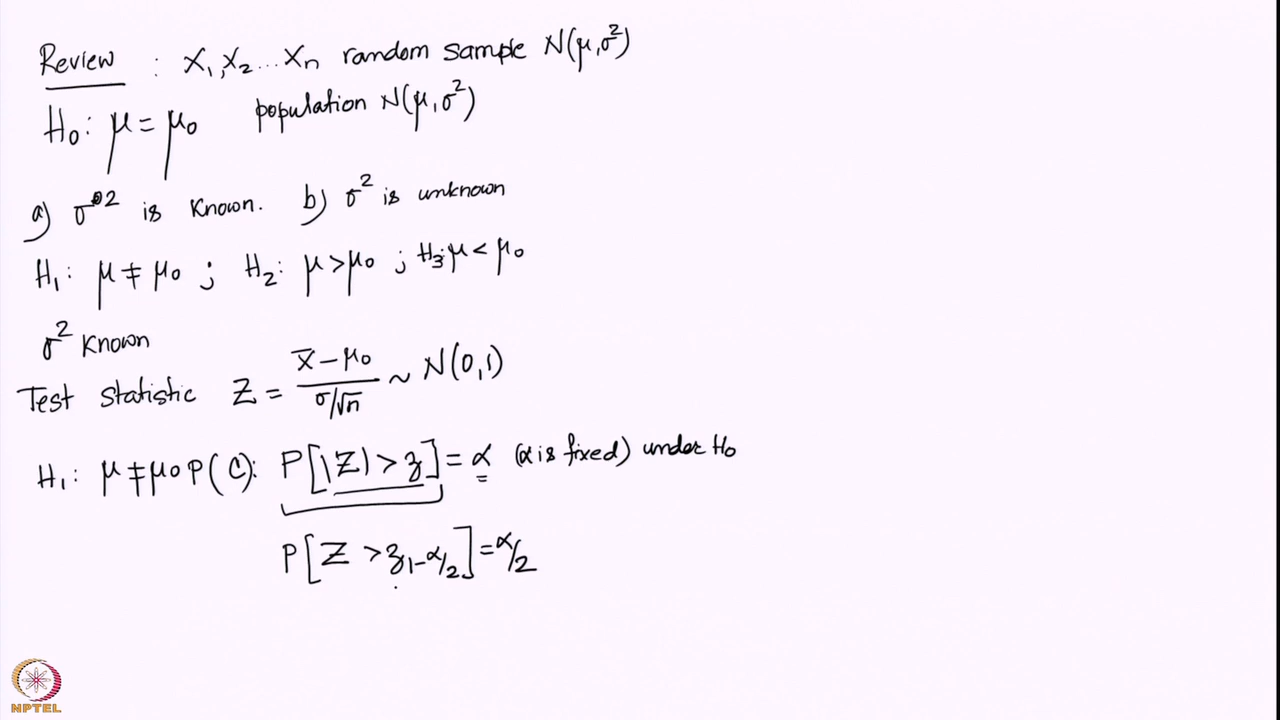 Review : X₁, X₂ ... Xn random sample N(μ, σ²)
H₀: μ = μ₀ population N(μ, σ²)
a) σ² is known. b) σ² is unknown
H₁: μ ≠ μ₀ ; H₂: μ > μ₀ ; H₃: μ < μ₀
σ² known
Test statistic Z = (X̄ − μ₀)/(σ/√n) ~ N(0,1)
H₁: μ ≠ μ₀ P(C): P[|Z| > z] = α (α is fixed) under H₀
P[Z > z₁₋α/₂] = α/2
NPTEL